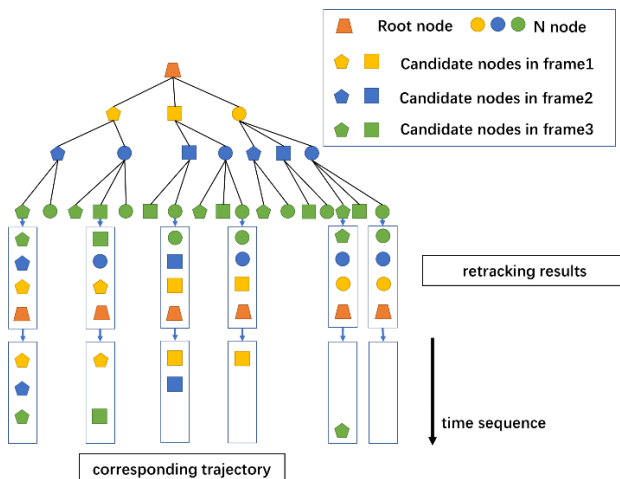 Root node
N node
Candidate nodes in frame1
Candidate nodes in frame2
Candidate nodes in frame3
retracking results
time sequence
corresponding trajectory